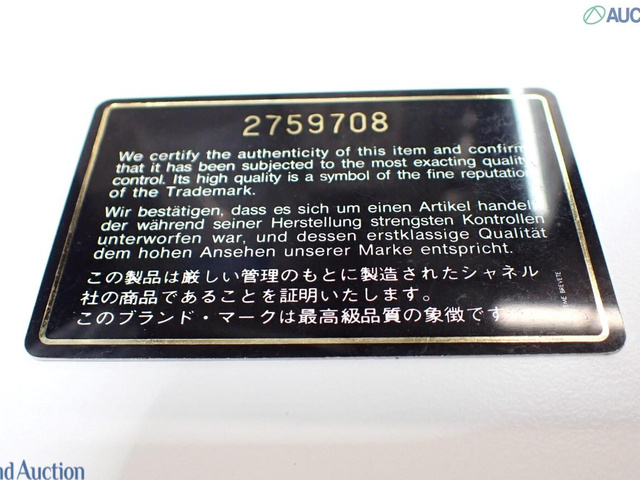 AUC
2759708
We certify the authenticity of this item and confirm
that it has been subjected to the most exacting quality
control. Its high quality is a symbol of the fine reputation
of the Trademark.
Wir bestätigen, dass es sich um einen Artikel handelt,
der während seiner Herstellung strengsten Kontrollen
unterworfen war, und dessen erstklassige Qualität
dem hohen Ansehen unserer Marke entspricht.
この製品は厳しい管理のもとに製造されたシャネル
社の商品であることを証明いたします。
このブランド・マークは最高級品質の象徴です
BREVETE
nd Auction